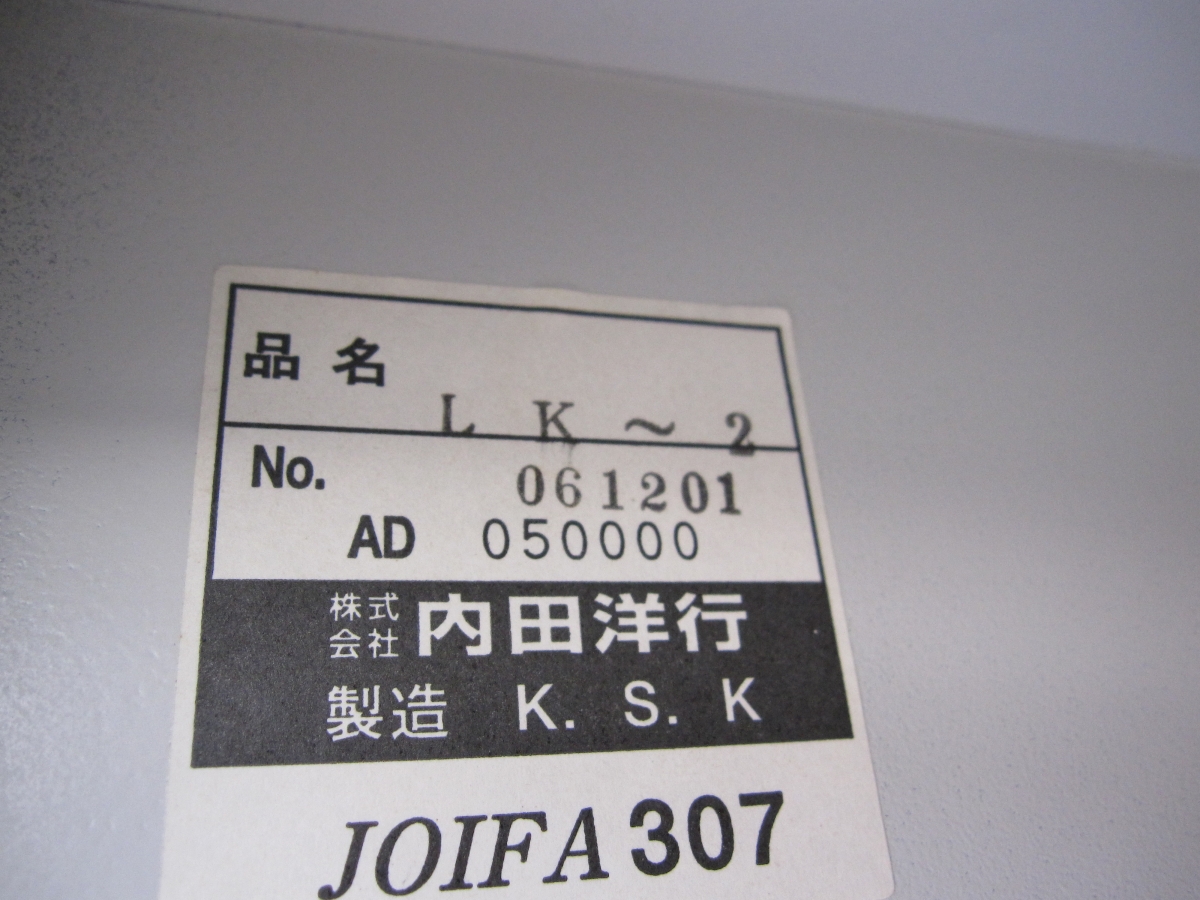 品名
LK～2
No. 061201
AD 050000
株式会社 内田洋行
製造 K. S. K
JOIFA 307